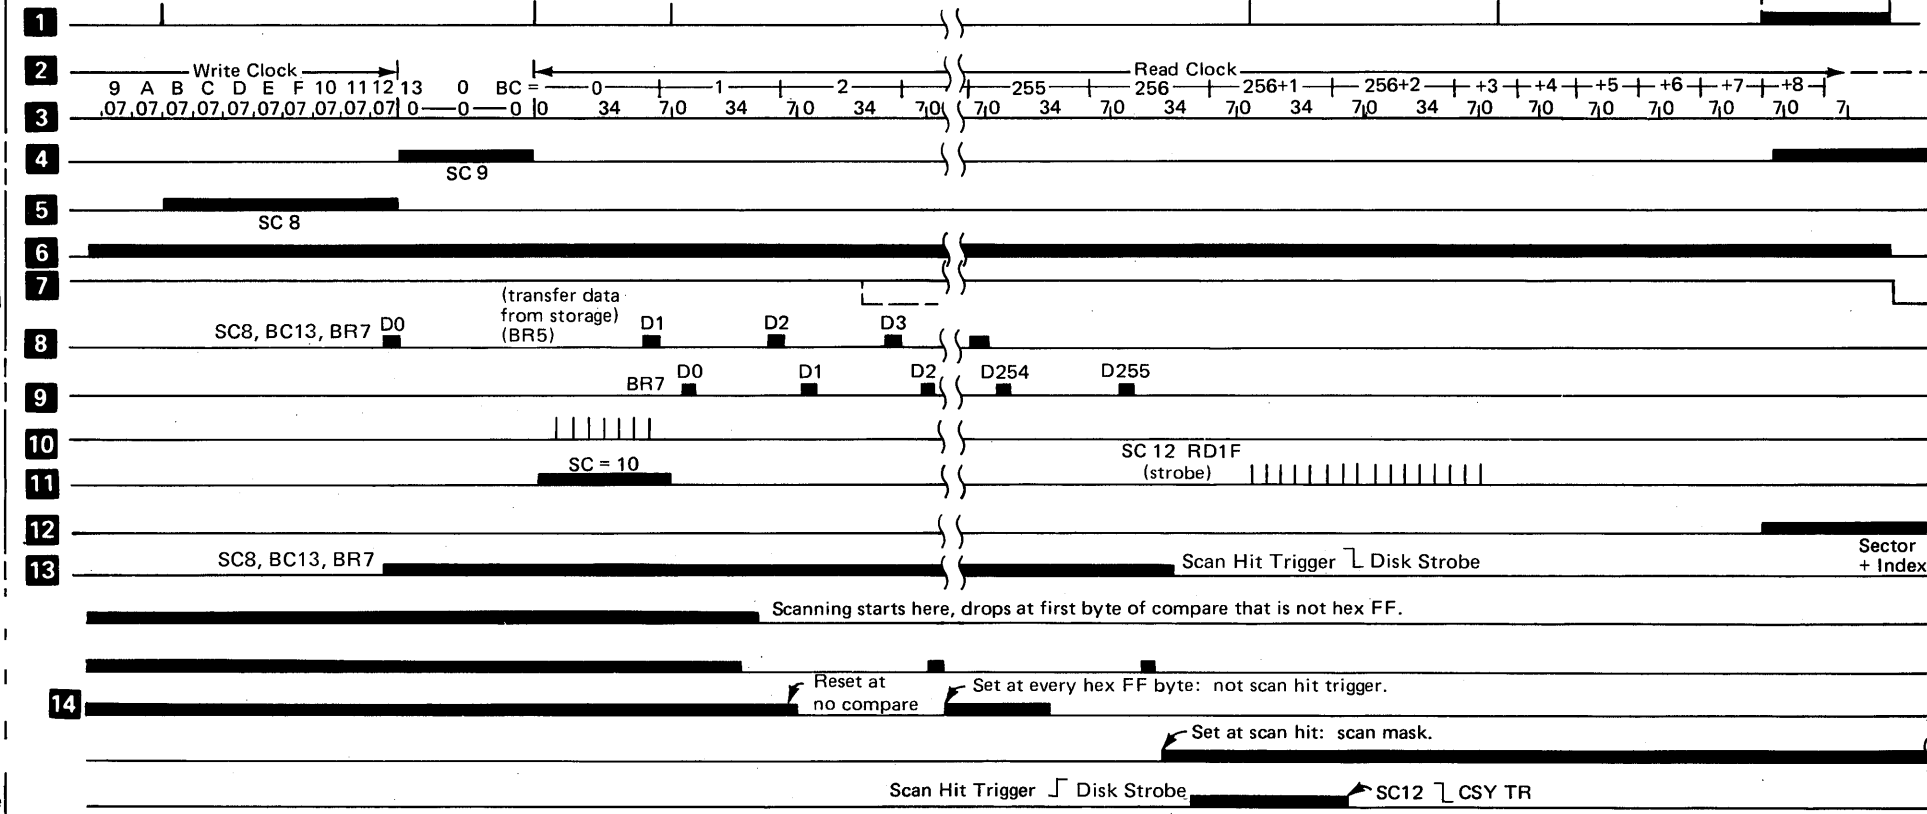 1
2 Write Clock Read Clock
9 A B C D E F 10 11 12 13 0 BC = 0 1 2 255 256 256+1 256+2 +3 +4 +5 +6 +7 +8
3 07 07 07 07 07 07 07 07 07 07 0 0 0 0 34 7 0 34 7 0 34 7 0 7 0 34 7 0 34 7 0 34 7 0 34 7 0 7 0 7 0 7 0 7 0 7 0 7
4
SC 9
5
SC 8
6
7
(transfer data
from storage)
(BR5)
8 SC8, BC13, BR7 D0 D1 D2 D3
9 BR7 D0 D1 D2 D254 D255
10
SC 12 RD1F
(strobe)
11 SC = 10
12
Sector
+ Index
13 SC8, BC13, BR7 Scan Hit Trigger Disk Strobe
Scanning starts here, drops at first byte of compare that is not hex FF.
14 Reset at
no compare
Set at every hex FF byte: not scan hit trigger.
Set at scan hit: scan mask.
Scan Hit Trigger Disk Strobe SC12 CSY TR